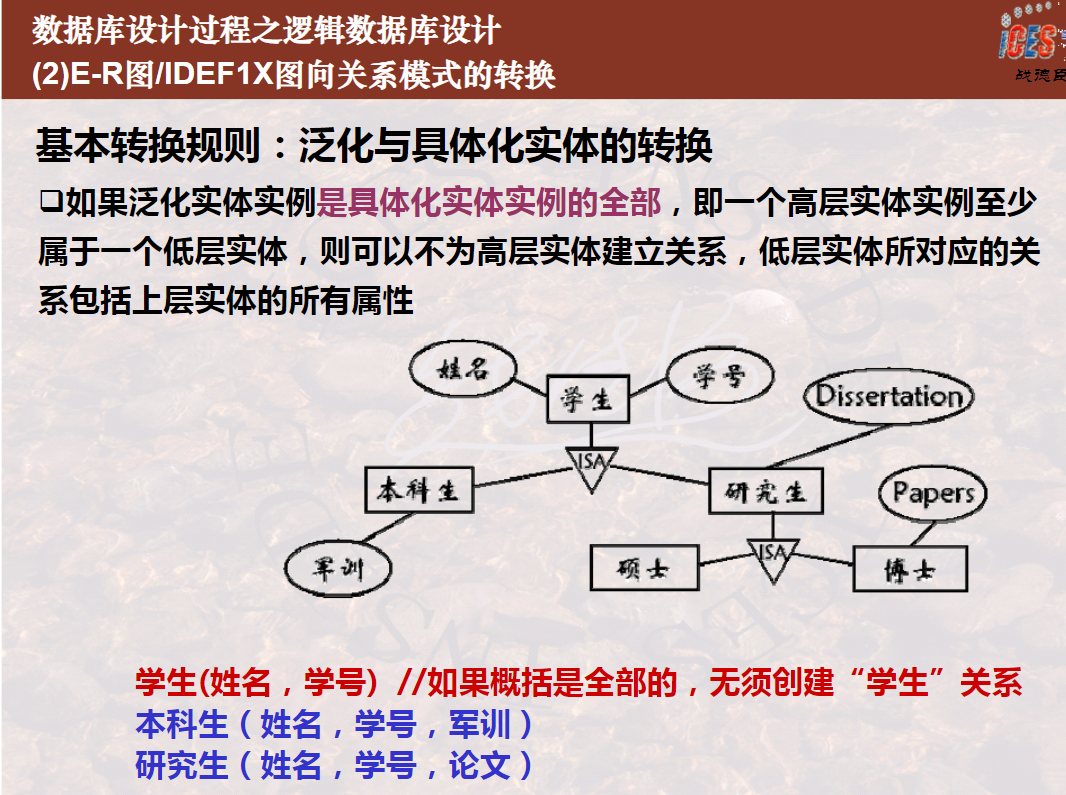 数据库设计过程之逻辑数据库设计
(2)E-R图/IDEF1X图向关系模式的转换
ICES
战德臣
基本转换规则：泛化与具体化实体的转换
❑如果泛化实体实例是具体化实体实例的全部，即一个高层实体实例至少
属于一个低层实体，则可以不为高层实体建立关系，低层实体所对应的关
系包括上层实体的所有属性
姓名
学号
学生
Dissertation
ISA
本科生
研究生
Papers
军训
硕士
ISA
博士
学生(姓名，学号) //如果概括是全部的，无须创建“学生”关系
本科生（姓名，学号，军训）
研究生（姓名，学号，论文）